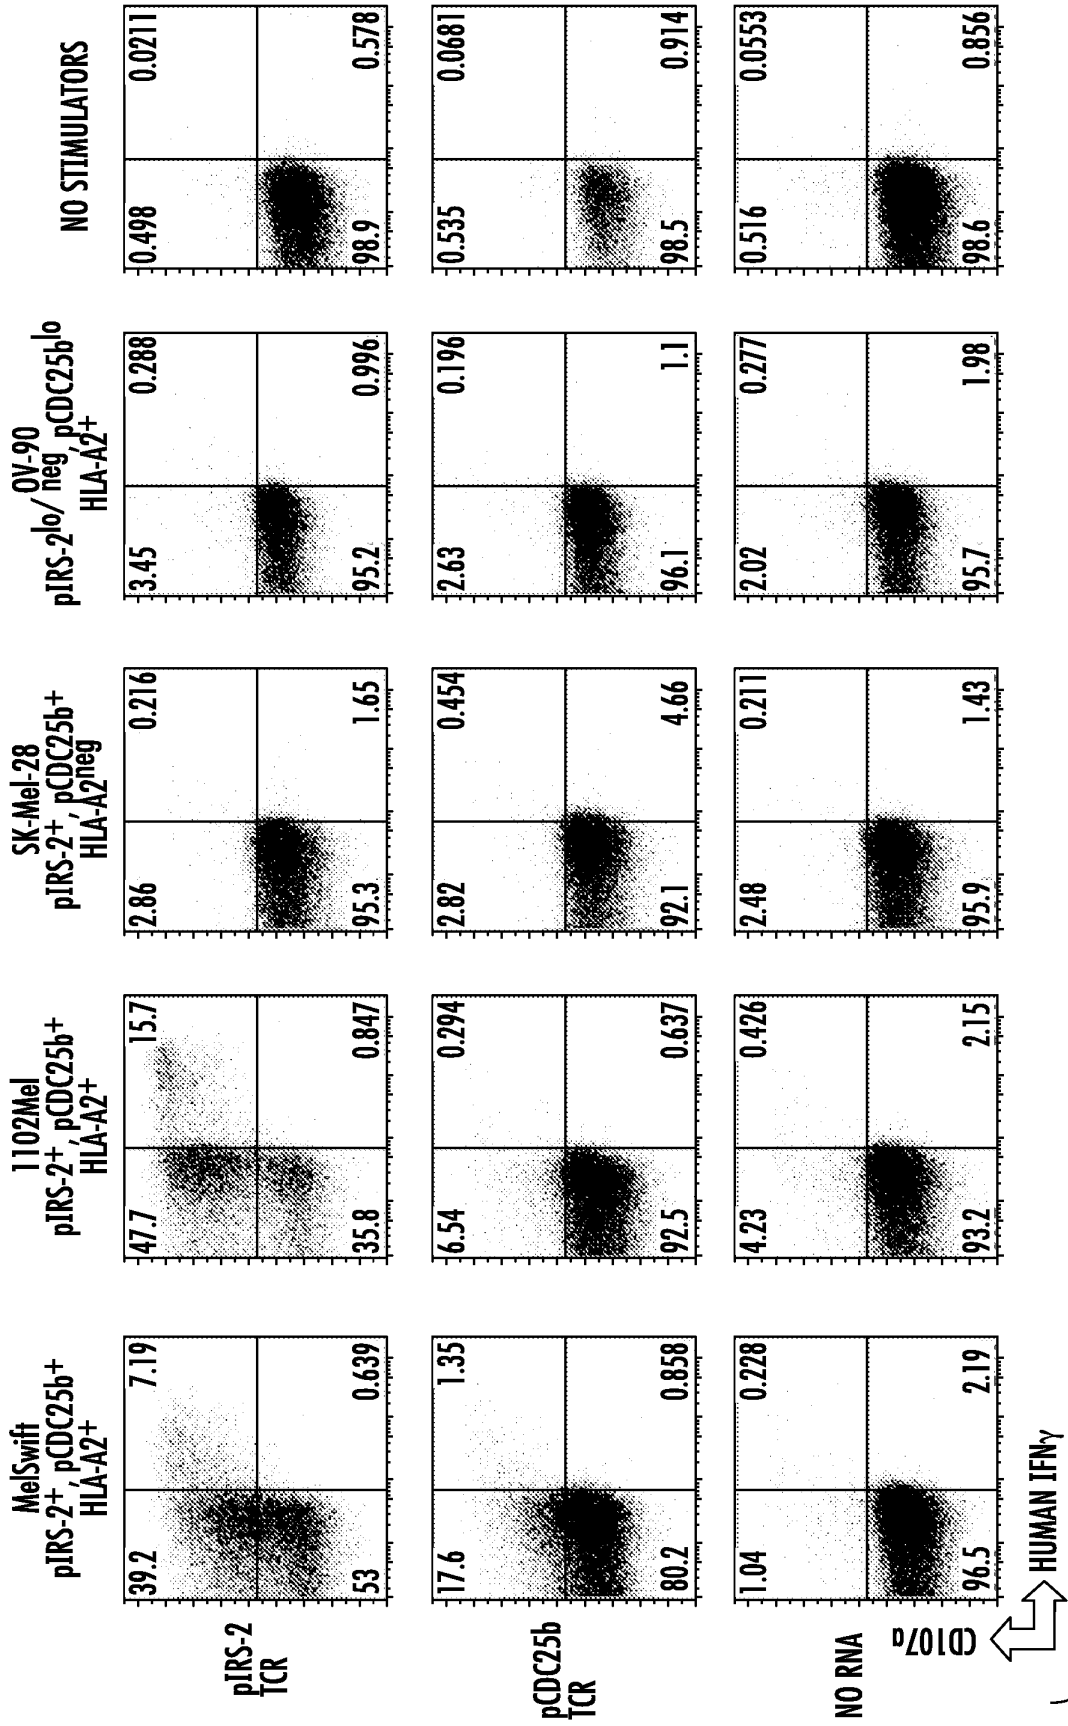 MelSwift
pIRS-2+, pCDC25b+
HLA-A2+
1102Mel
pIRS-2+, pCDC25b+
HLA-A2+
SK-Mel-28
pIRS-2+, pCDC25b+
HLA-A2neg
OV-90
pIRS-2lo/neg, pCDC25blo
HLA-A2+
NO STIMULATORS
pIRS-2
TCR
39.2 7.19
53 0.639
47.7 15.7
35.8 0.847
2.86 0.216
95.3 1.65
3.45 0.288
95.2 0.996
0.498 0.0211
98.9 0.578
pCDC25b
TCR
17.6 1.35
80.2 0.858
6.54 0.294
92.5 0.637
2.82 0.454
92.1 4.66
2.63 0.196
96.1 1.1
0.535 0.0681
98.5 0.914
NO RNA
1.04 0.228
96.5 2.19
4.23 0.426
93.2 2.15
2.48 0.211
95.9 1.43
2.02 0.277
95.7 1.98
0.516 0.0553
98.6 0.856
CD107a
HUMAN IFNγ